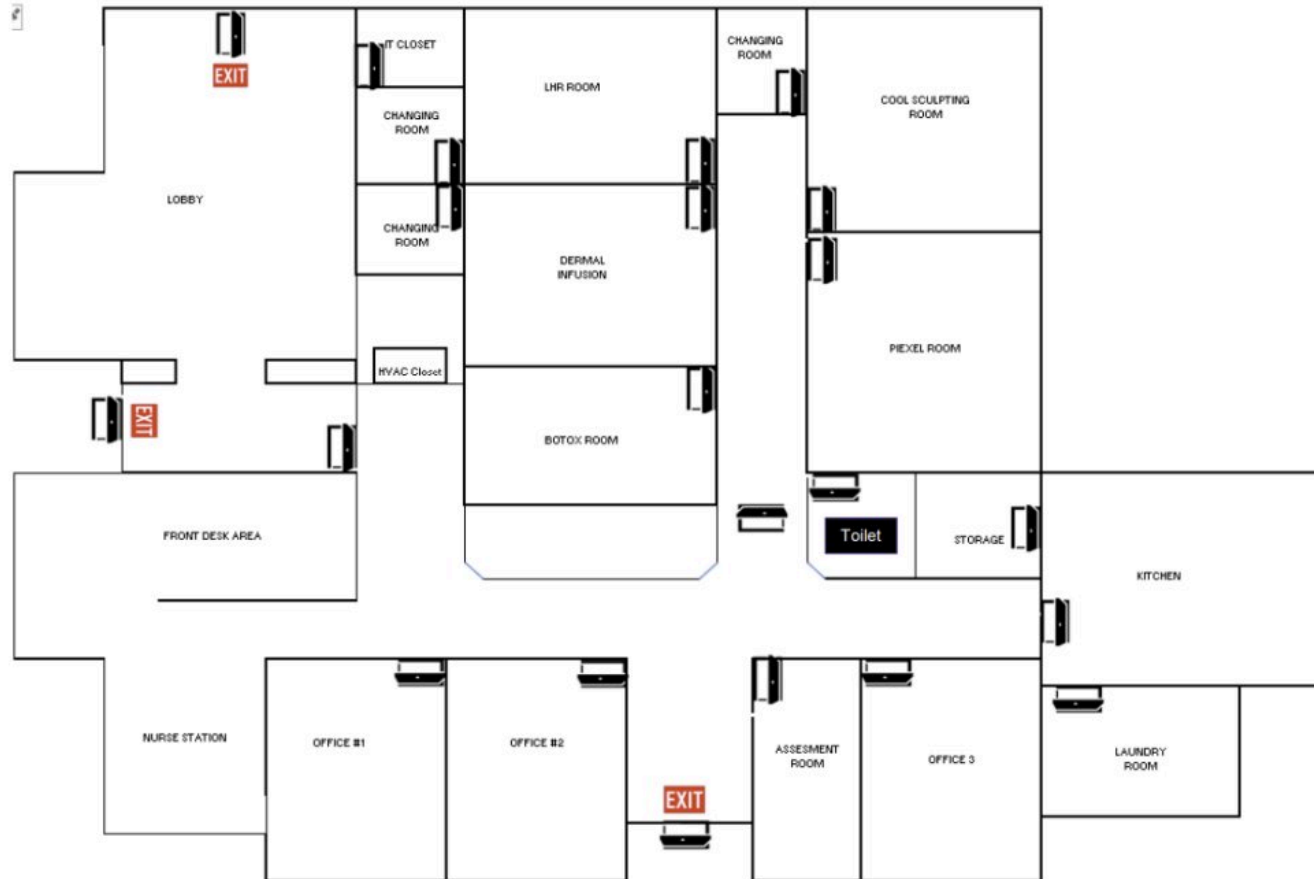 EXIT
IT CLOSET
CHANGING
ROOM
LHR ROOM
CHANGING
ROOM
COOL SCULPTING
ROOM
LOBBY
CHANGING
ROOM
DERMAL
INFUSION
PIEXEL ROOM
HVAC Closet
EXIT
BOTOX ROOM
FRONT DESK AREA
Toilet
STORAGE
KITCHEN
NURSE STATION
OFFICE #1
OFFICE #2
EXIT
ASSESMENT
ROOM
OFFICE 3
LAUNDRY
ROOM